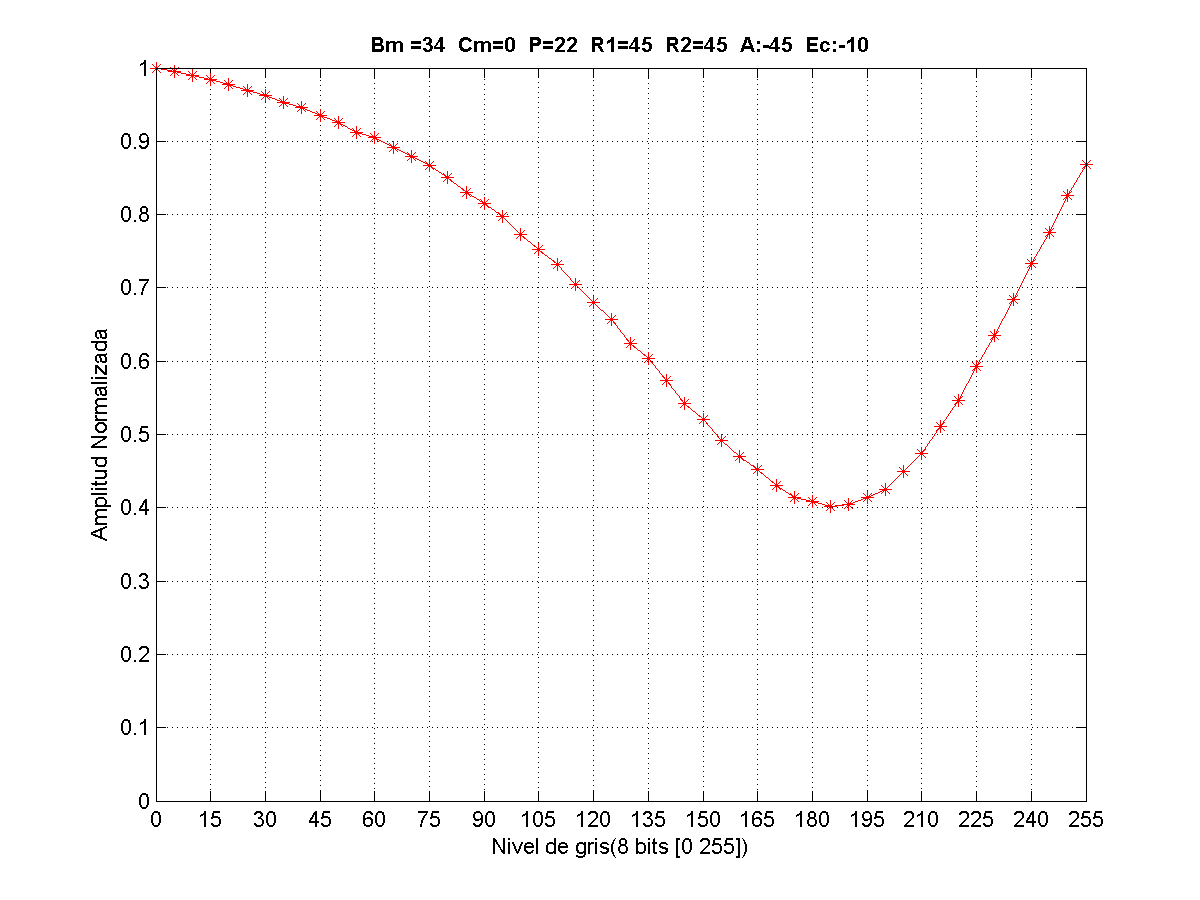 Bm =34  Cm=0  P=22  R1=45  R2=45  A:-45  Ec:-10
1
0.9
0.8
0.7
0.6
0.5
0.4
0.3
0.2
0.1
0
Amplitud Normalizada
0 15 30 45 60 75 90 105 120 135 150 165 180 195 210 225 240 255
Nivel de gris(8 bits [0 255])